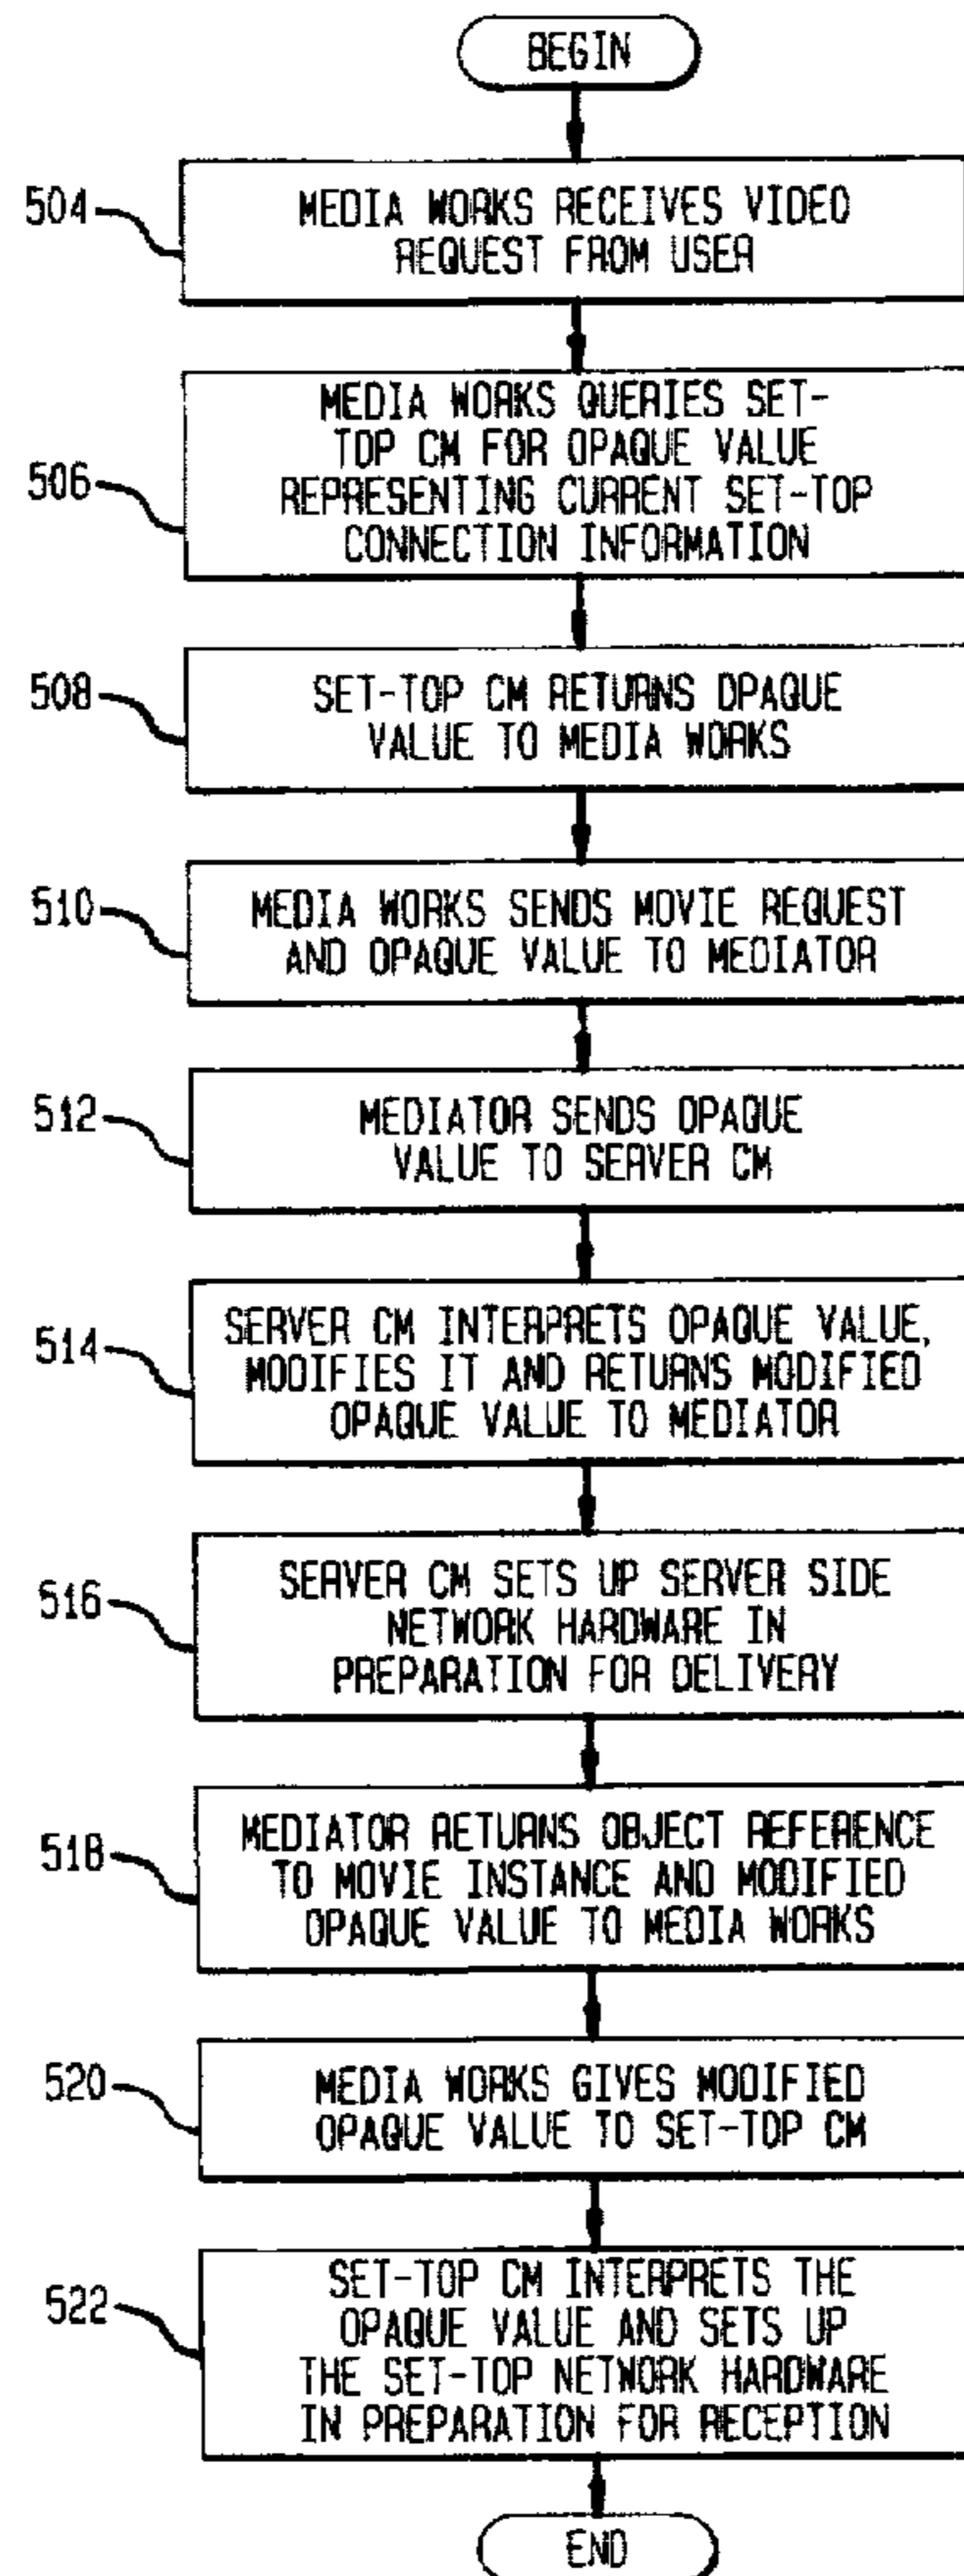 BEGIN
504
MEDIA WORKS RECEIVES VIDEO
REQUEST FROM USER
506
MEDIA WORKS QUERIES SET-
TOP CM FOR OPAQUE VALUE
REPRESENTING CURRENT SET-TOP
CONNECTION INFORMATION
508
SET-TOP CM RETURNS OPAQUE
VALUE TO MEDIA WORKS
510
MEDIA WORKS SENDS MOVIE REQUEST
AND OPAQUE VALUE TO MEDIATOR
512
MEDIATOR SENDS OPAQUE
VALUE TO SERVER CM
514
SERVER CM INTERPRETS OPAQUE VALUE,
MODIFIES IT AND RETURNS MODIFIED
OPAQUE VALUE TO MEDIATOR
516
SERVER CM SETS UP SERVER SIDE
NETWORK HARDWARE IN
PREPARATION FOR DELIVERY
518
MEDIATOR RETURNS OBJECT REFERENCE
TO MOVIE INSTANCE AND MODIFIED
OPAQUE VALUE TO MEDIA WORKS
520
MEDIA WORKS GIVES MODIFIED
OPAQUE VALUE TO SET-TOP CM
522
SET-TOP CM INTERPRETS THE
OPAQUE VALUE AND SETS UP
THE SET-TOP NETWORK HARDWARE
IN PREPARATION FOR RECEPTION
END